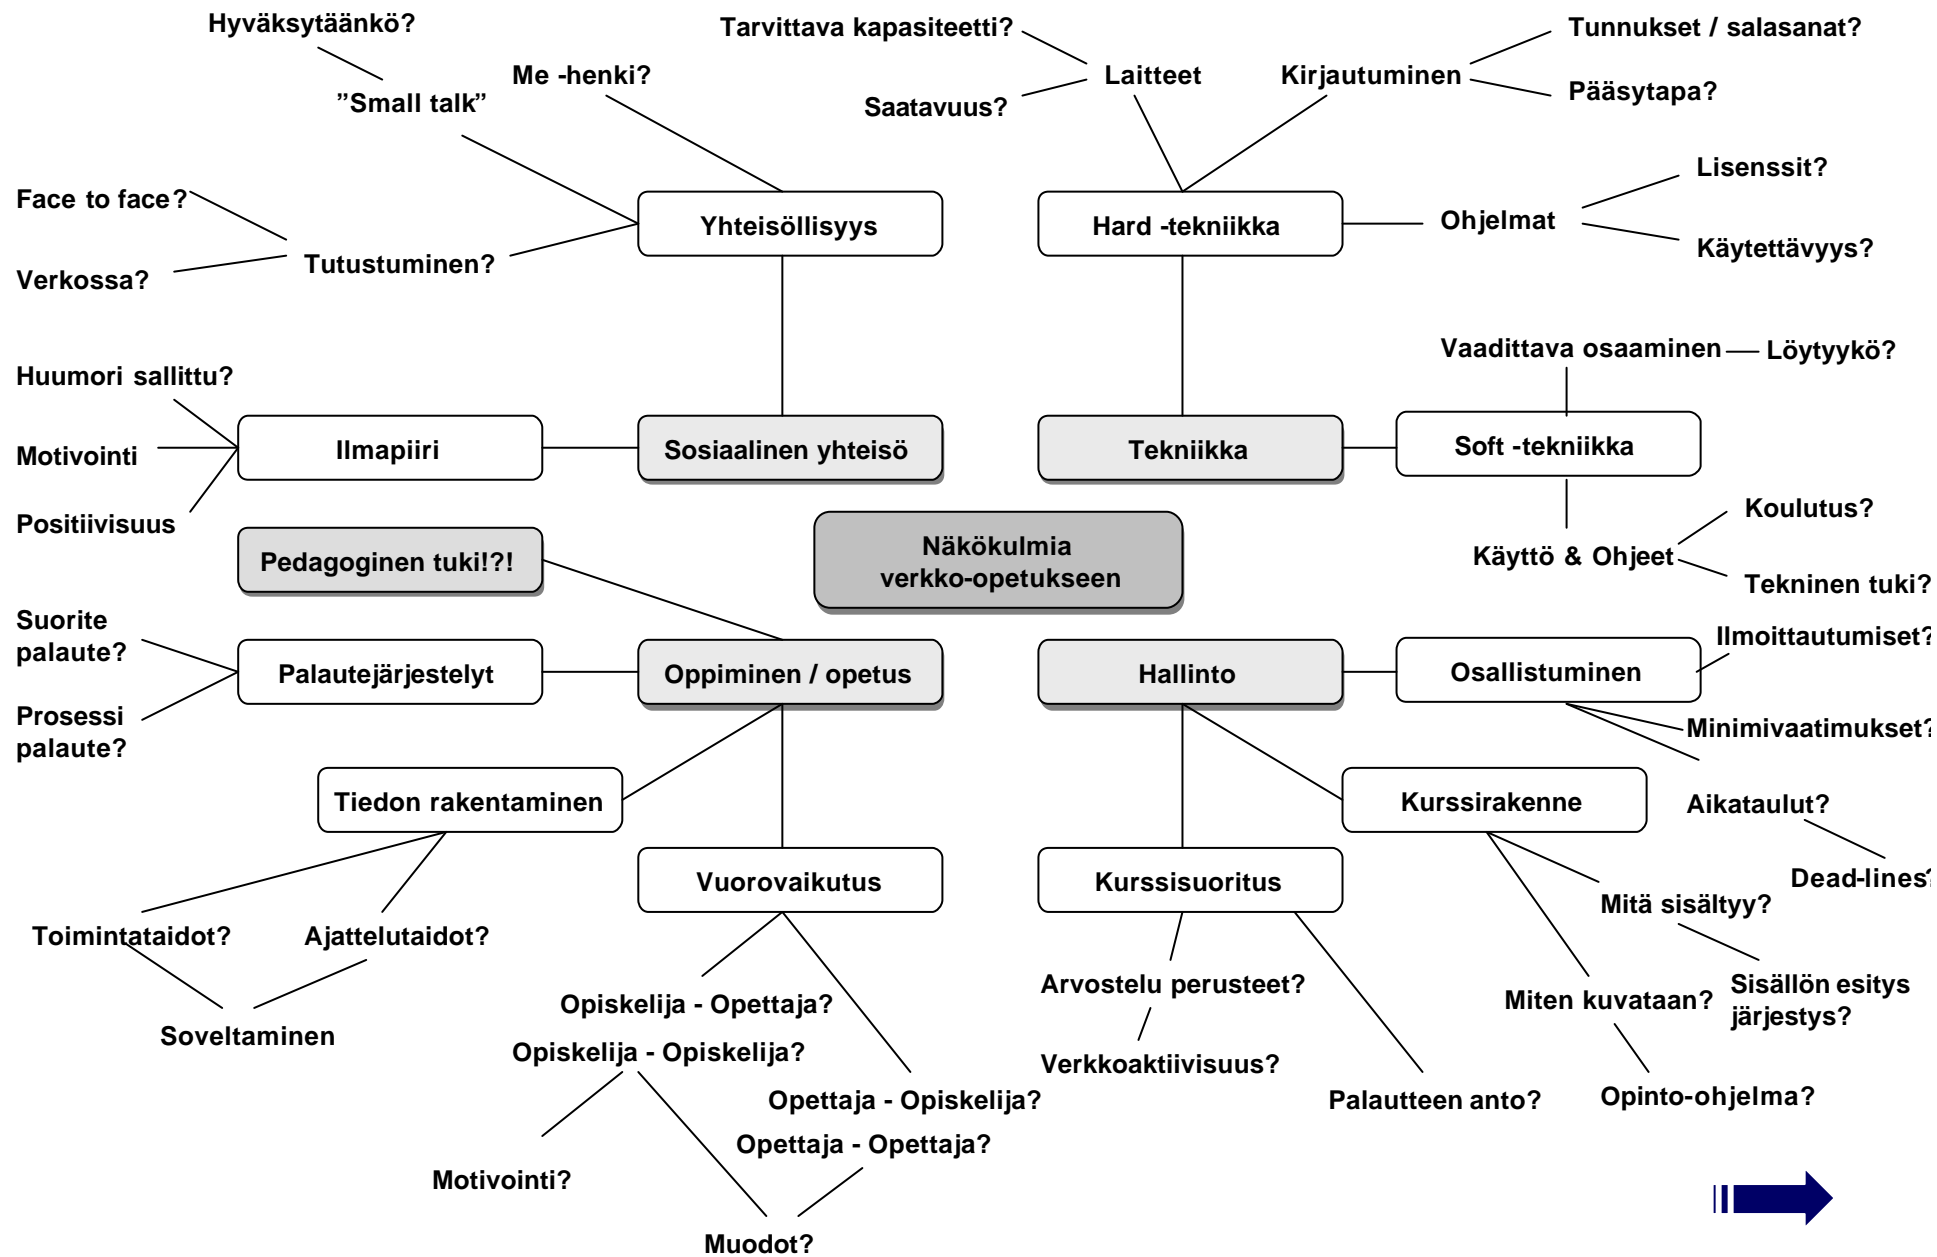 Hyväksytäänkö?
Tarvittava kapasiteetti?
Tunnukset / salasanat?
Me -henki?
Laitteet
Kirjautuminen
Pääsytapa?
”Small talk”
Saatavuus?
Lisenssit?
Face to face?
Yhteisöllisyys
Hard -tekniikka
Ohjelmat
Käytettävyys?
Tutustuminen?
Verkossa?
Vaadittava osaaminen
Löytyykö?
Huumori sallittu?
Ilmapiiri
Sosiaalinen yhteisö
Tekniikka
Soft -tekniikka
Motivointi
Positiivisuus
Koulutus?
Pedagoginen tuki!?!
Näkökulmia
verkko-opetukseen
Käyttö & Ohjeet
Tekninen tuki?
Suorite
palaute?
Ilmoittautumiset?
Palautejärjestelyt
Oppiminen / opetus
Hallinto
Osallistuminen
Prosessi
palaute?
Minimivaatimukset?
Tiedon rakentaminen
Kurssirakenne
Aikataulut?
Vuorovaikutus
Kurssisuoritus
Dead-lines?
Mitä sisältyy?
Toimintataidot?
Ajattelutaidot?
Arvostelu perusteet?
Sisällön esitys
järjestys?
Opiskelija - Opettaja?
Miten kuvataan?
Soveltaminen
Opiskelija - Opiskelija?
Verkkoaktiivisuus?
Opettaja - Opiskelija?
Palautteen anto?
Opinto-ohjelma?
Opettaja - Opettaja?
Motivointi?
Muodot?